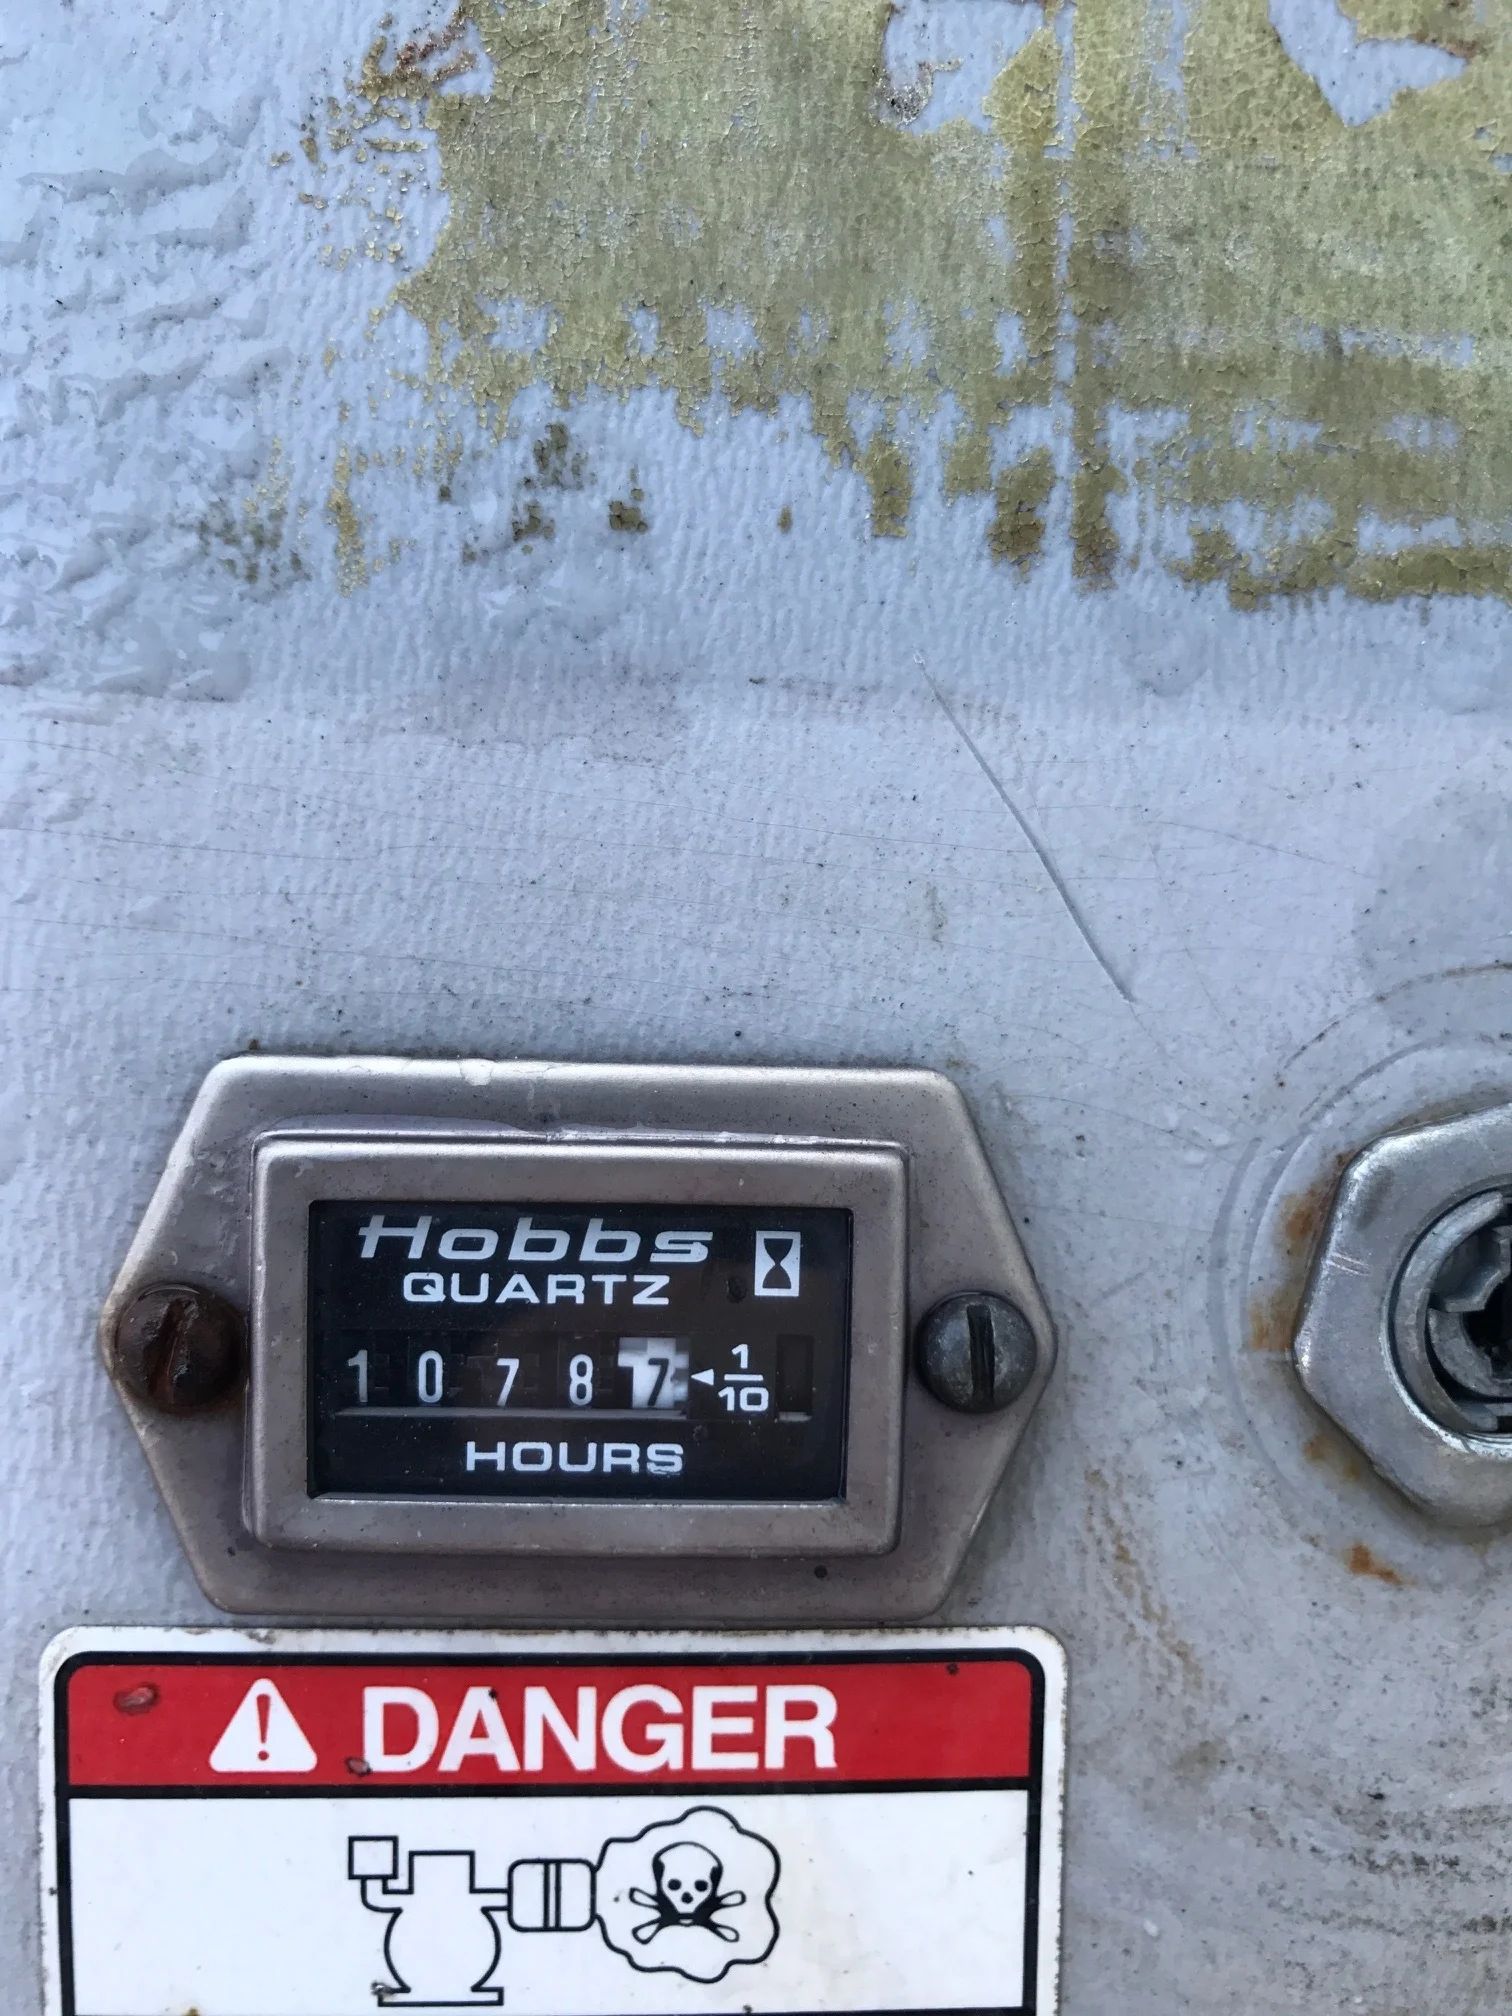 Hobbs
QUARTZ
1 0 7 8 7 ◄ 1/10
HOURS
DANGER